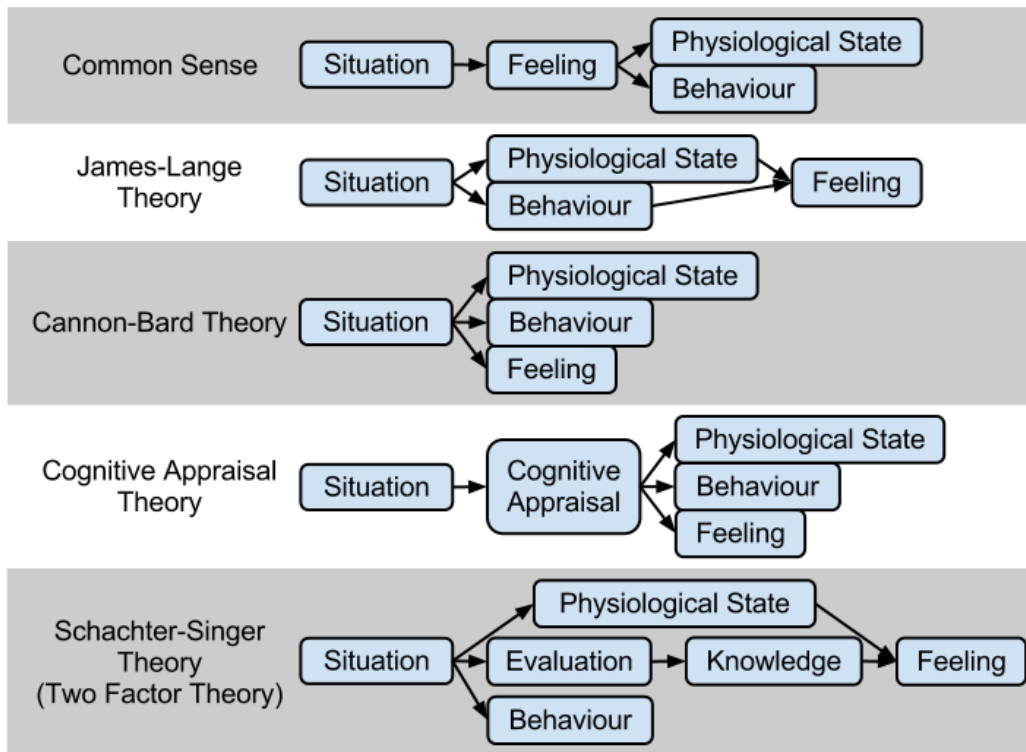 Common Sense
Situation
Feeling
Physiological State
Behaviour
James-Lange
Theory
Situation
Physiological State
Behaviour
Feeling
Cannon-Bard Theory
Situation
Physiological State
Behaviour
Feeling
Cognitive Appraisal
Theory
Situation
Cognitive
Appraisal
Physiological State
Behaviour
Feeling
Schachter-Singer
Theory
(Two Factor Theory)
Situation
Physiological State
Evaluation
Knowledge
Feeling
Behaviour